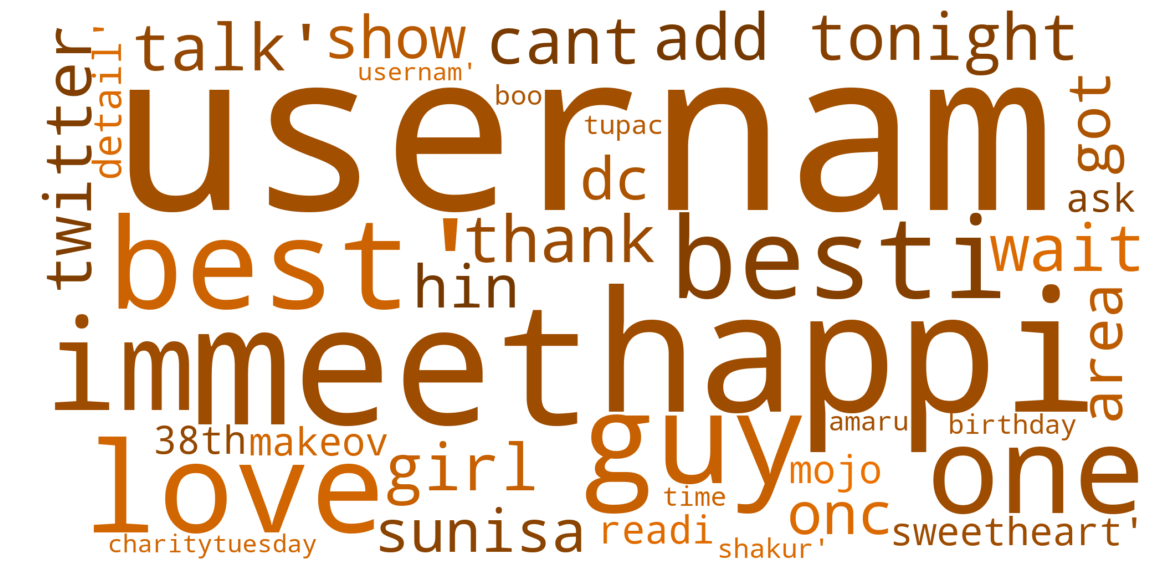 twitter
detail'
talk'
show
usernam'
cant
add
tonight
usernam
boo
tupac
dc
got
ask
best'
thank
hin
besti
wait
im
meet
happi
area
38th
makeov
love
girl
guy
amaru
birthday
one
mojo
time
onc
sunisa
readi
sweetheart'
charitytuesday
shakur'